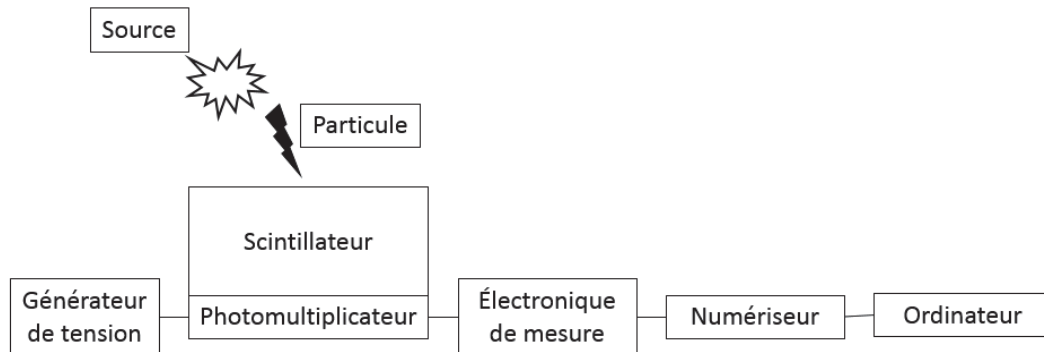 Source
Particule
Scintillateur
Générateur
de tension
Photomultiplicateur
Électronique
de mesure
Numériseur
Ordinateur